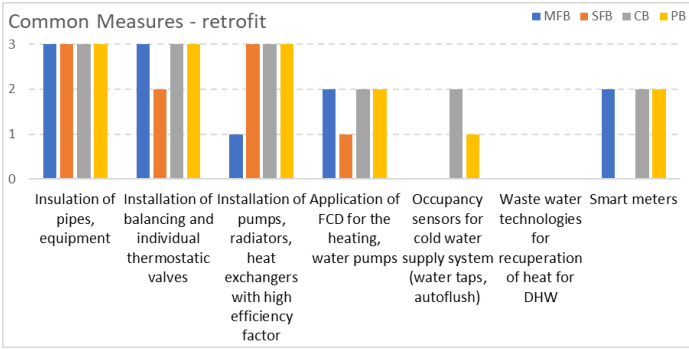 Common Measures - retrofit
MFB SFB CB PB
3
2
1
0
Insulation of
pipes,
equipment
Installation of
balancing and
individual
thermostatic
valves
Installation of
pumps,
radiators,
heat
exchangers
with high
efficiency
factor
Application of
FCD for the
heating,
water pumps
Occupancy
sensors for
cold water
supply system
(water taps,
autoflush)
Waste water
technologies
for
recuperation
of heat for
DHW
Smart meters